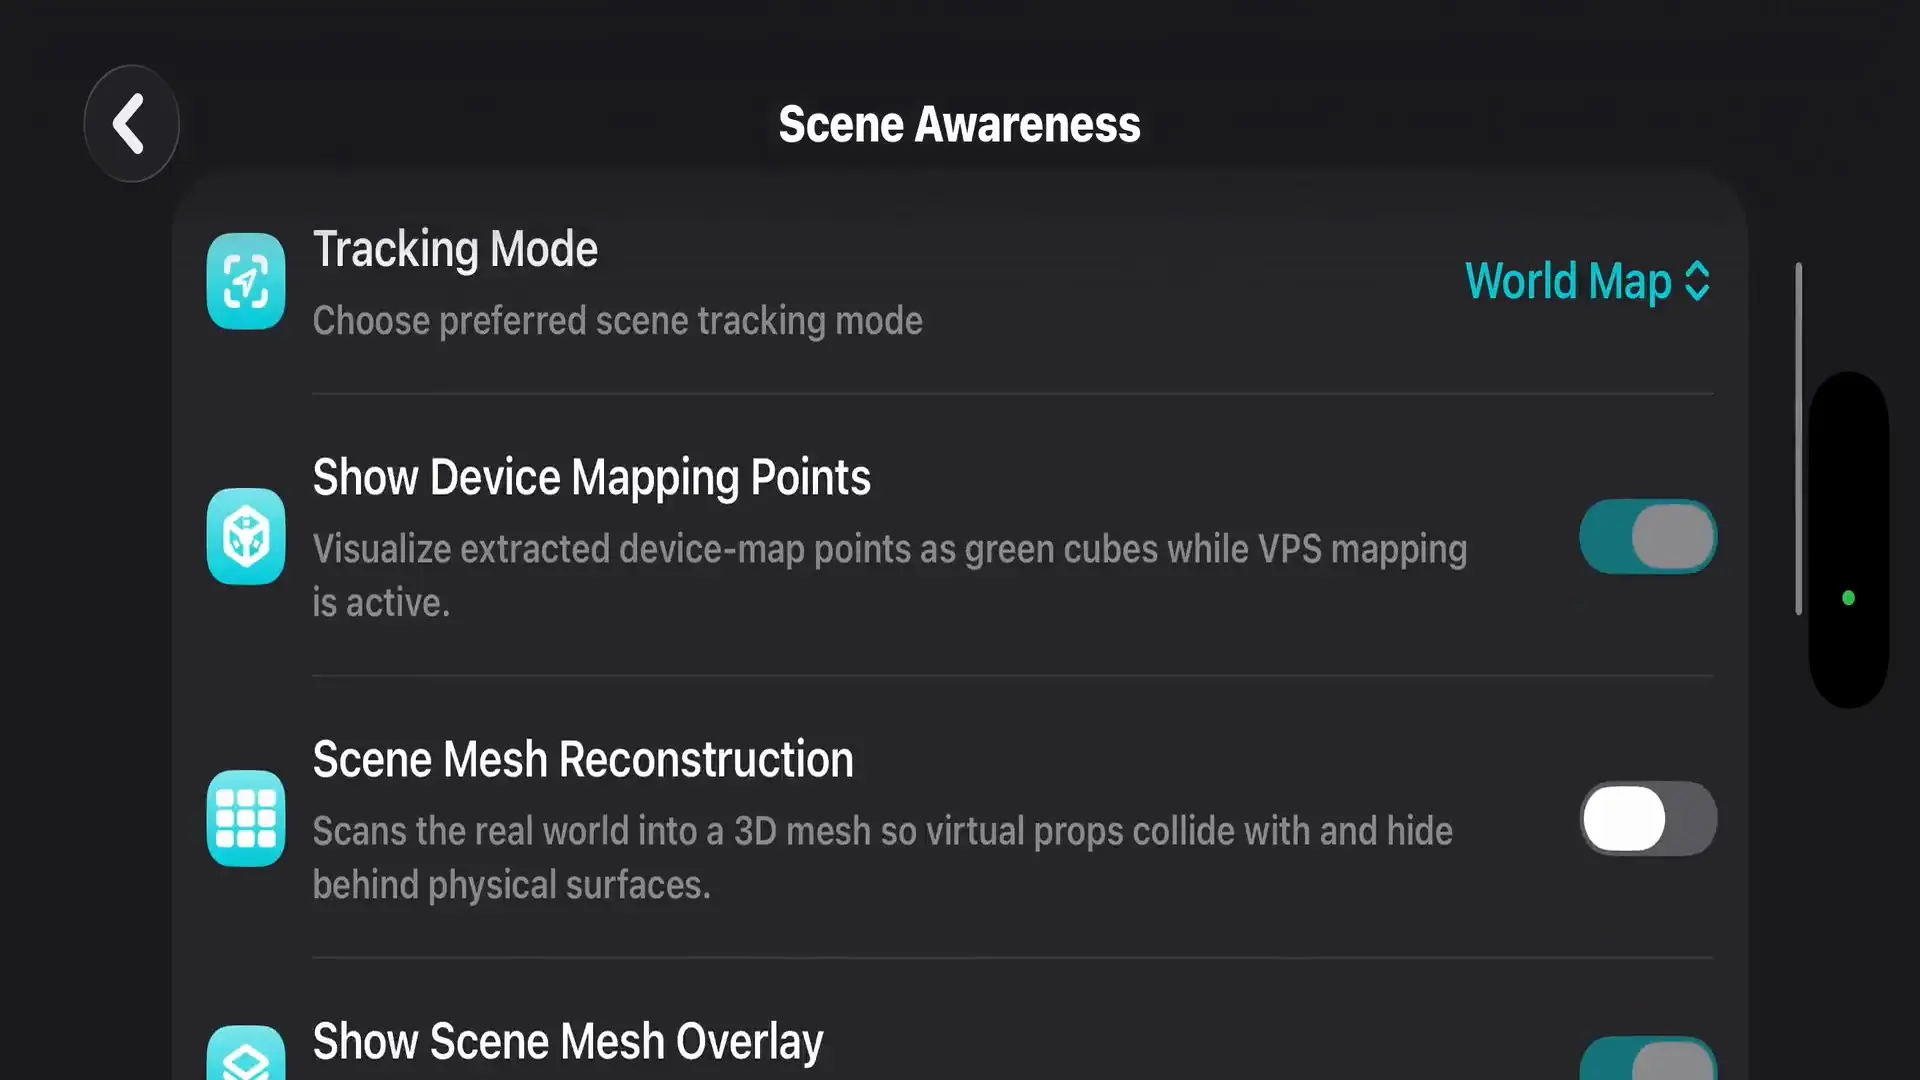 Scene Awareness
Tracking Mode
World Map
Choose preferred scene tracking mode
Show Device Mapping Points
Visualize extracted device-map points as green cubes while VPS mapping
is active.
Scene Mesh Reconstruction
Scans the real world into a 3D mesh so virtual props collide with and hide
behind physical surfaces.
Show Scene Mesh Overlay